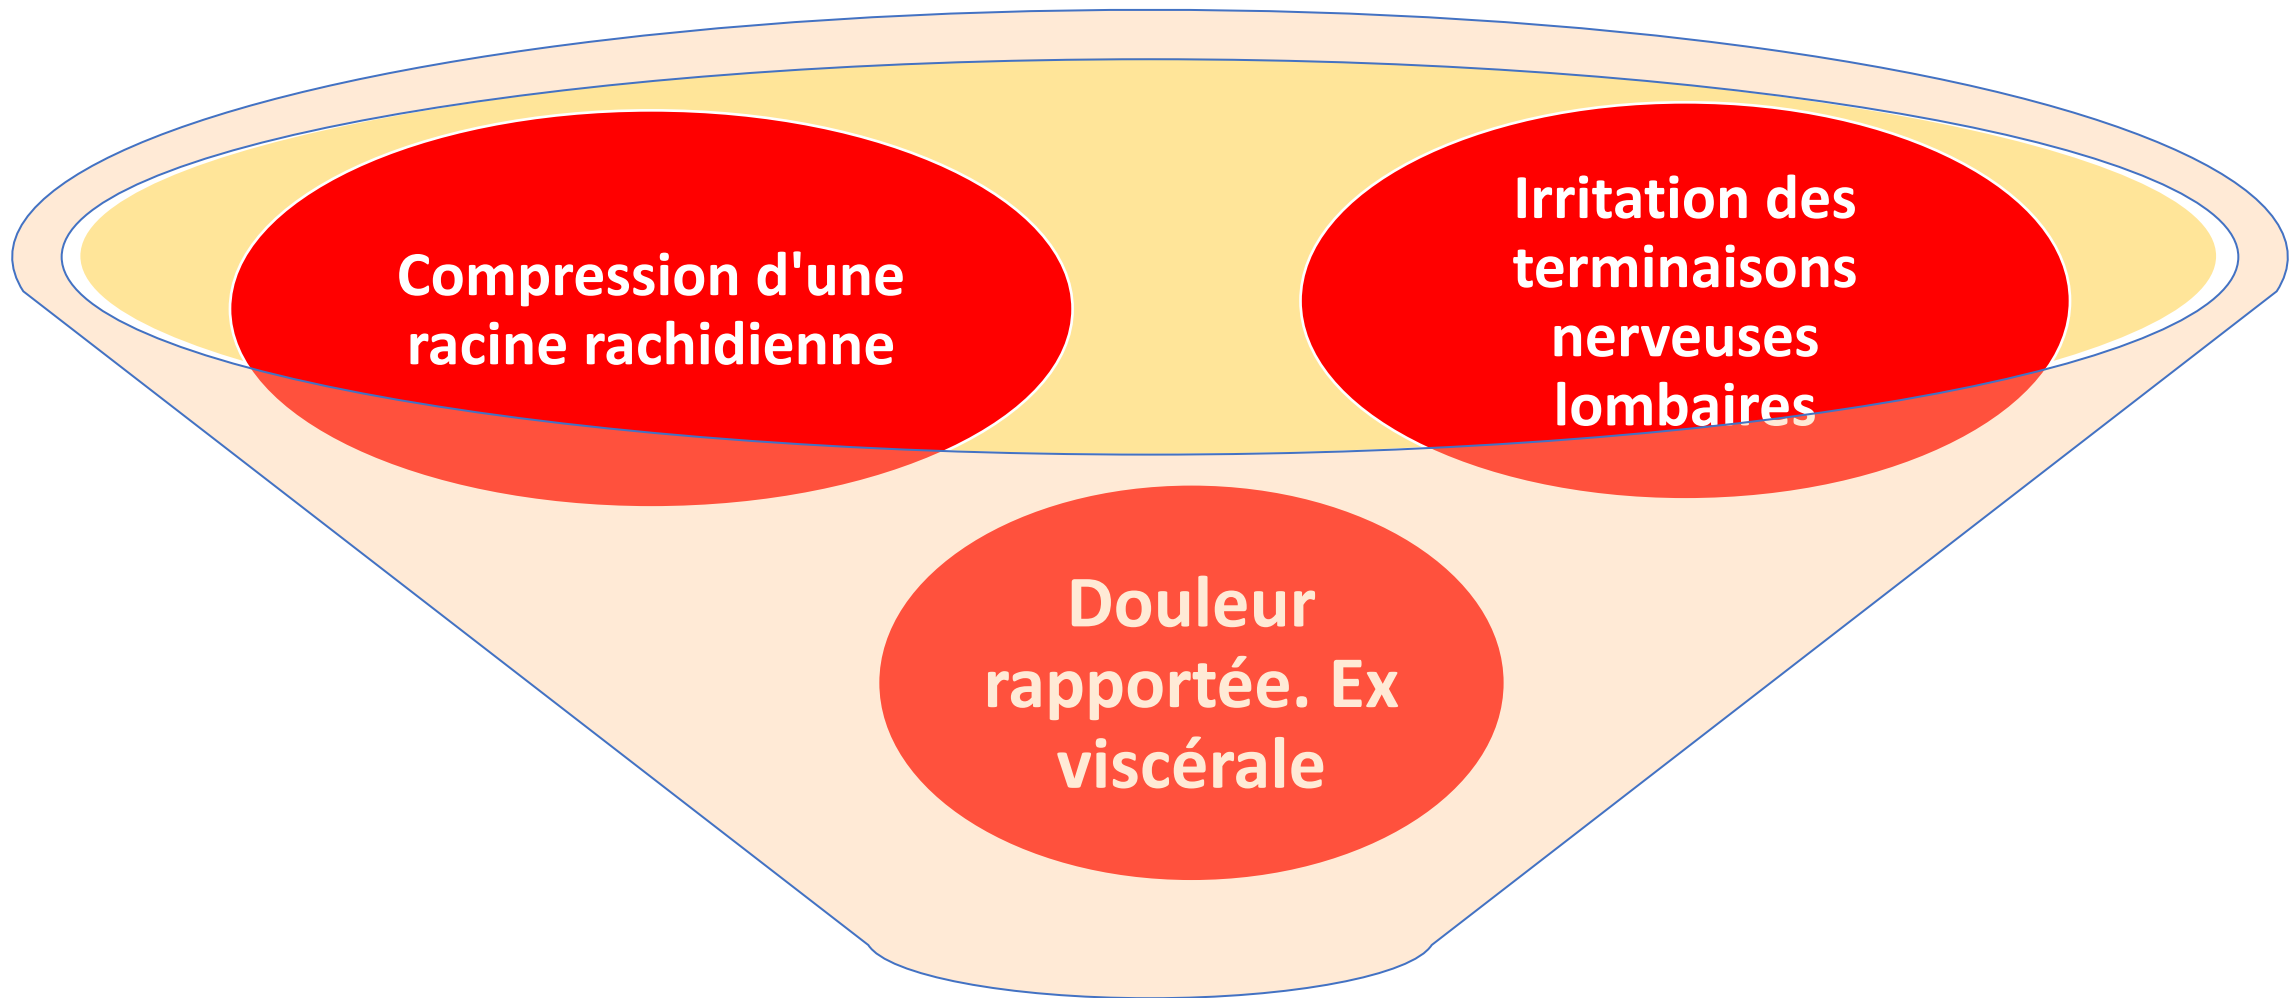 Compression d'une
racine rachidienne
Irritation des
terminaisons
nerveuses
lombaires
Douleur
rapportée. Ex
viscérale